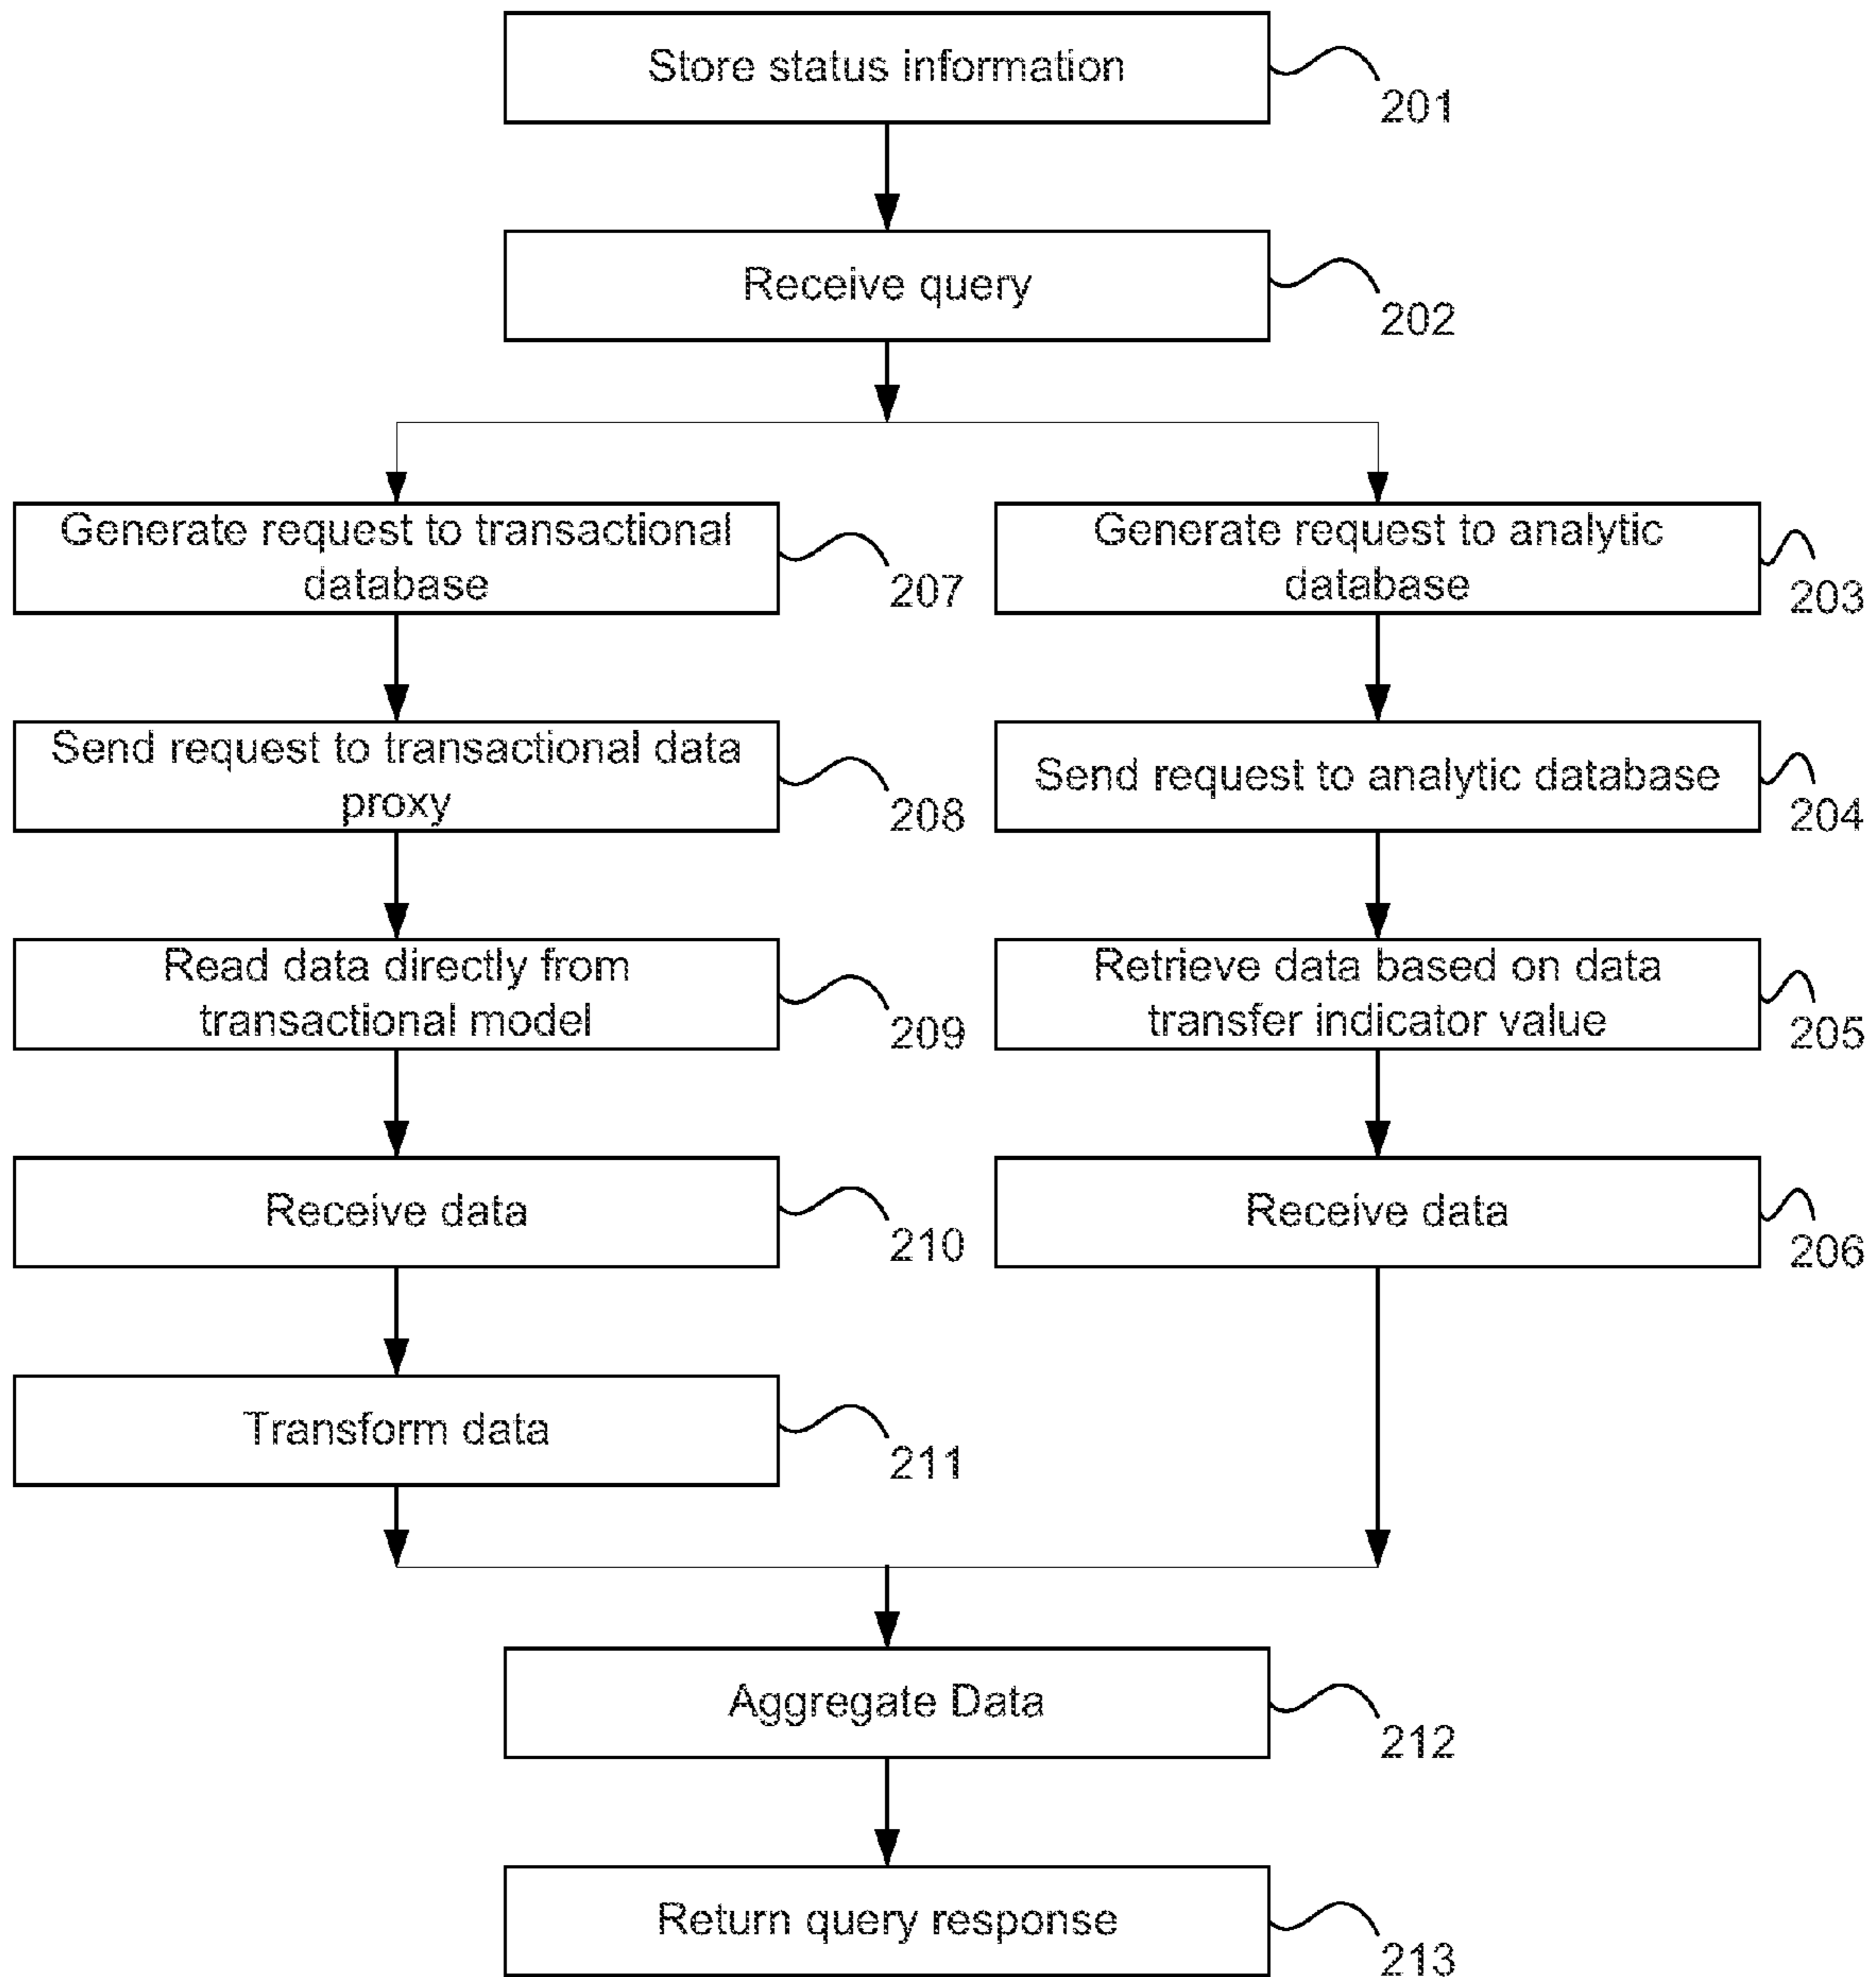 Store status information
201
Receive query
202
Generate request to transactional
database
207
Generate request to analytic
database
203
Send request to transactional data
proxy
208
Send request to analytic database
204
Read data directly from
transactional model
209
Retrieve data based on data
transfer indicator value
205
Receive data
210
Receive data
206
Transform data
211
Aggregate Data
212
Return query response
213